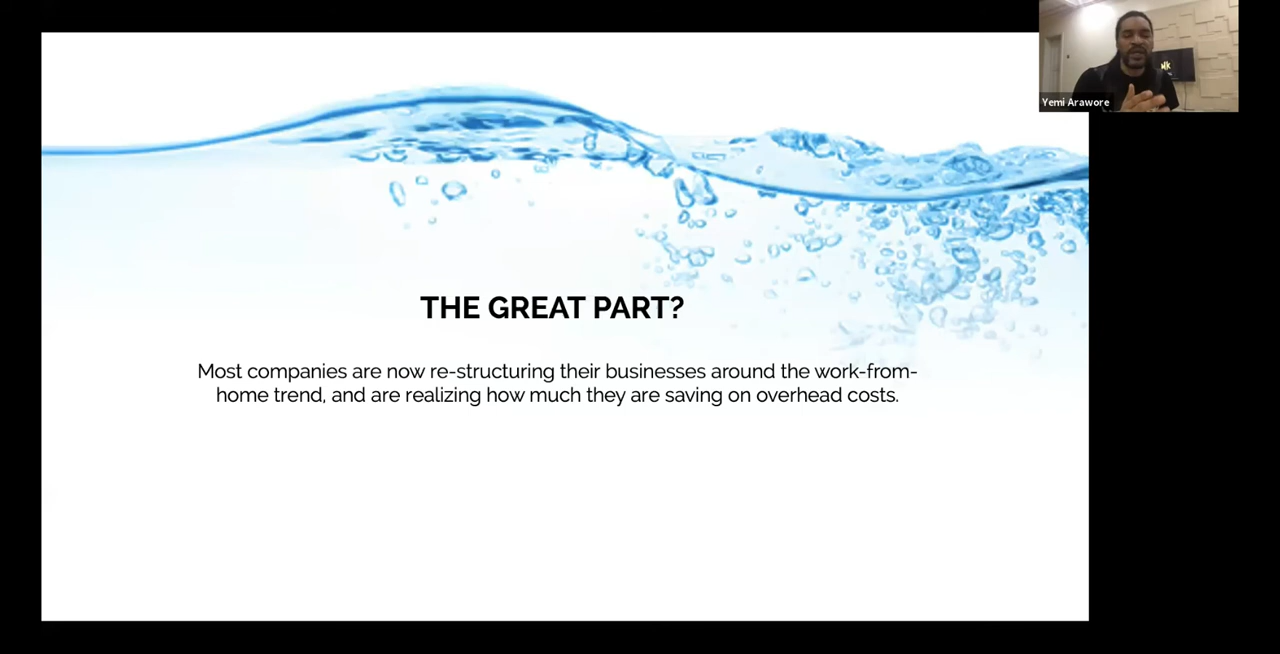 Yemi Arawore
THE GREAT PART?
Most companies are now re-structuring their businesses around the work-from-
home trend, and are realizing how much they are saving on overhead costs.